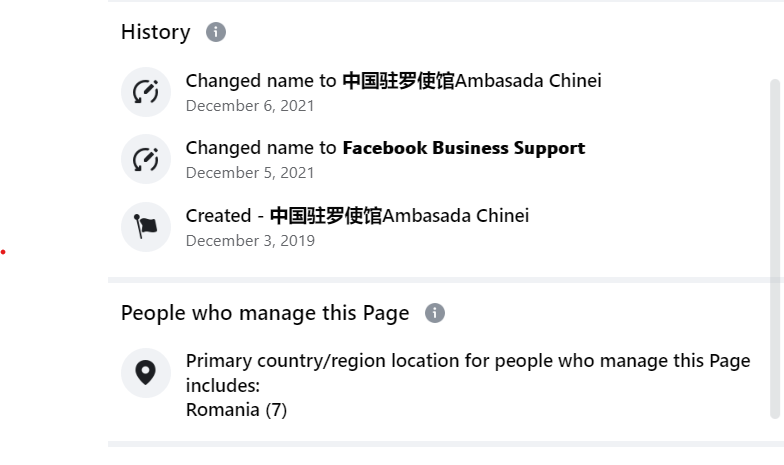 History
Changed name to 中国驻罗使馆Ambasada Chinei
December 6, 2021
Changed name to Facebook Business Support
December 5, 2021
Created - 中国驻罗使馆Ambasada Chinei
December 3, 2019
People who manage this Page
Primary country/region location for people who manage this Page
includes:
Romania (7)